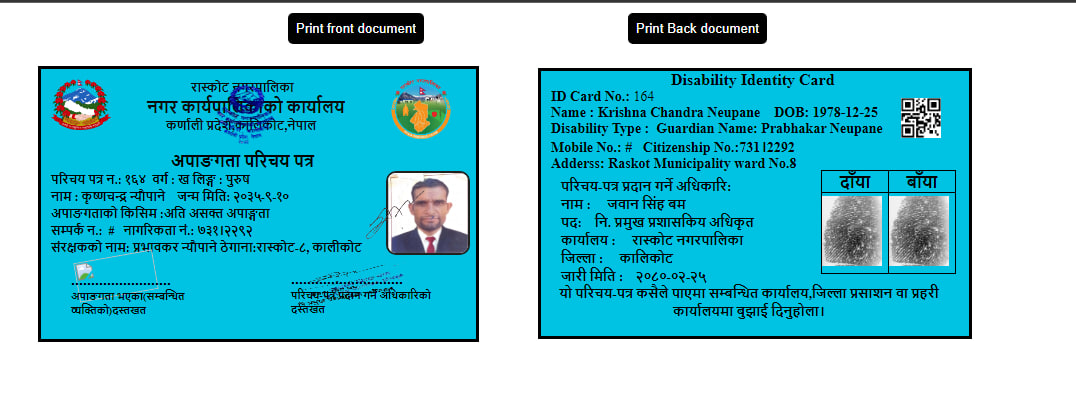 Print front document
रास्कोट नगरपालिका
नगर कार्यपालिकाको कार्यालय
कर्णाली प्रदेश,कालिकोट,नेपाल
अपाङगता परिचय पत्र
परिचय पत्र न.: १६४ वर्ग : ख लिङ्ग : पुरुष
नाम : कृष्णचन्द्र न्यौपाने जन्म मिति: २०३५-९-१०
अपाङगताको किसिम :अति असक्त अपाङ्गता
सम्पर्क न.: # नागरिकता नं.: ७३१।२२९२
संरक्षकको नाम: प्रभावकर न्यौपाने ठेगाना:रास्कोट-८, कालीकोट
अपाङगता भएका(सम्बन्धित
व्यक्तिको)दस्तखत
परिचय-पत्र प्रदान गर्ने अधिकारिको
दस्तखत
Print Back document
Disability Identity Card
ID Card No.: 164
Name : Krishna Chandra Neupane DOB: 1978-12-25
Disability Type : Guardian Name: Prabhakar Neupane
Mobile No.: # Citizenship No.:731।2292
Adderss: Raskot Municipality ward No.8
परिचय-पत्र प्रदान गर्ने अधिकारि:
नाम : जवान सिंह बम
पद: नि. प्रमुख प्रशासकिय अधिकृत
कार्यालय : रास्कोट नगरपालिका
जिल्ला : कालिकोट
जारी मिति : २०८०-०२-२५
दाँया बाँया
यो परिचय-पत्र कसैले पाएमा सम्बन्धित कार्यालय,जिल्ला प्रसाशन वा प्रहरी
कार्यालयमा बुझाई दिनुहोला।